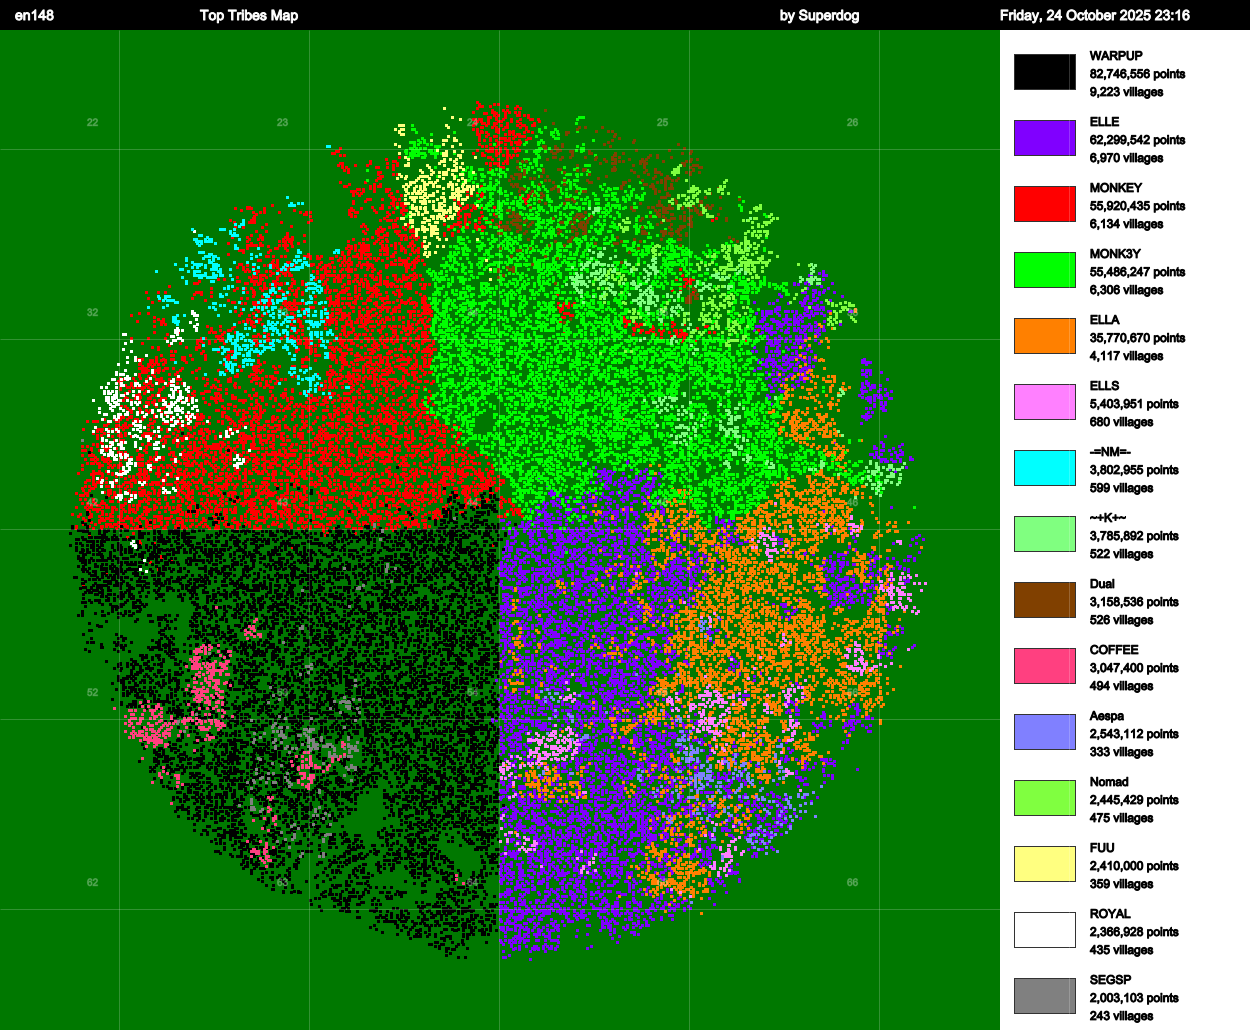 en148 Top Tribes Map by Superdog Friday, 24 October 2025 23:16
WARPUP
82,746,556 points
9,223 villages
ELLE
62,299,542 points
6,970 villages
MONKEY
55,920,435 points
6,134 villages
MONK3Y
55,486,247 points
6,306 villages
ELLA
35,770,670 points
4,117 villages
ELLS
5,403,951 points
680 villages
-=NM=-
3,802,955 points
599 villages
~+K+~
3,785,892 points
522 villages
Dual
3,158,536 points
526 villages
COFFEE
3,047,400 points
494 villages
Aespa
2,543,112 points
333 villages
Nomad
2,445,429 points
475 villages
FUU
2,410,000 points
359 villages
ROYAL
2,366,928 points
435 villages
SEGSP
2,003,103 points
243 villages
22 23 24 25 26
32
42 43 44
52
62 66